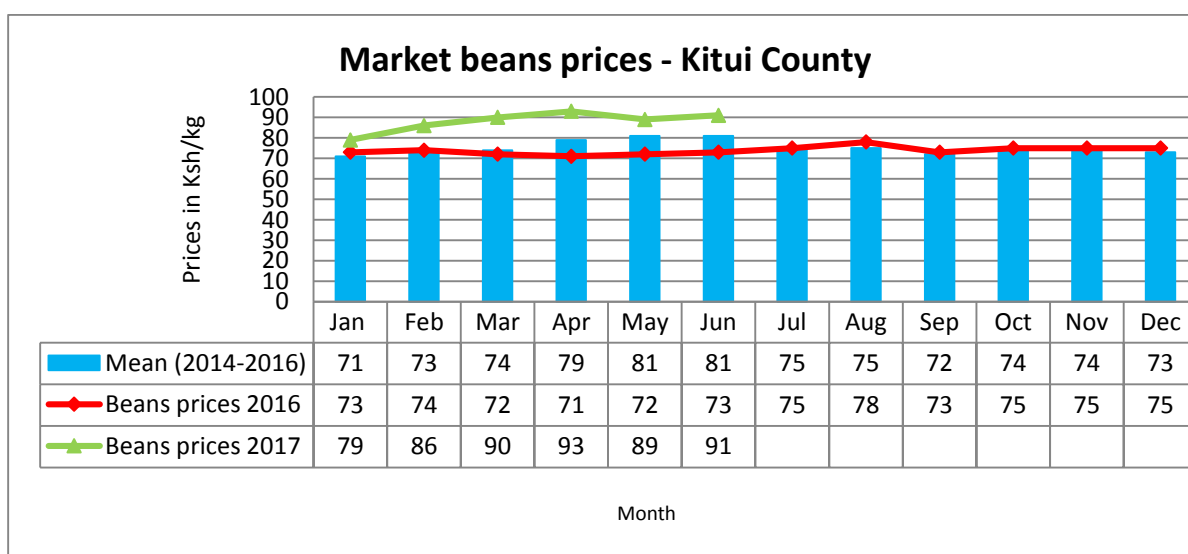 Market beans prices - Kitui County
Prices in Ksh/kg
100
90
80
70
60
50
40
30
20
10
0
Jan Feb Mar Apr May Jun Jul Aug Sep Oct Nov Dec
Mean (2014-2016) 71 73 74 79 81 81 75 75 72 74 74 73
Beans prices 2016 73 74 72 71 72 73 75 78 73 75 75 75
Beans prices 2017 79 86 90 93 89 91
Month